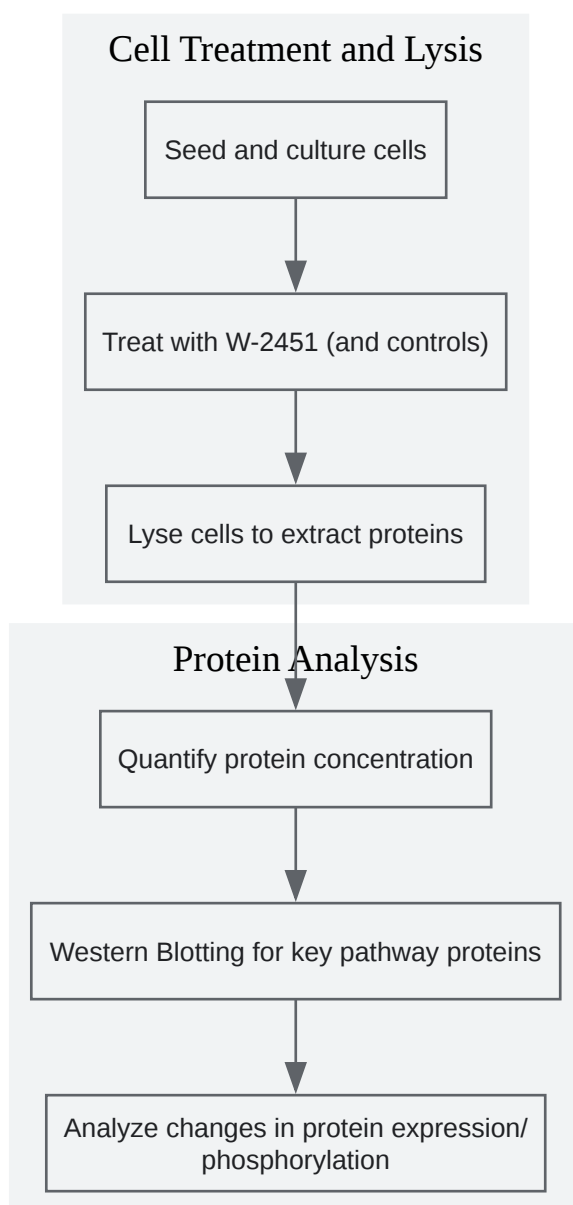 Cell Treatment and Lysis
Seed and culture cells
Treat with W-2451 (and controls)
Lyse cells to extract proteins
Protein Analysis
Quantify protein concentration
Western Blotting for key pathway proteins
Analyze changes in protein expression/
phosphorylation